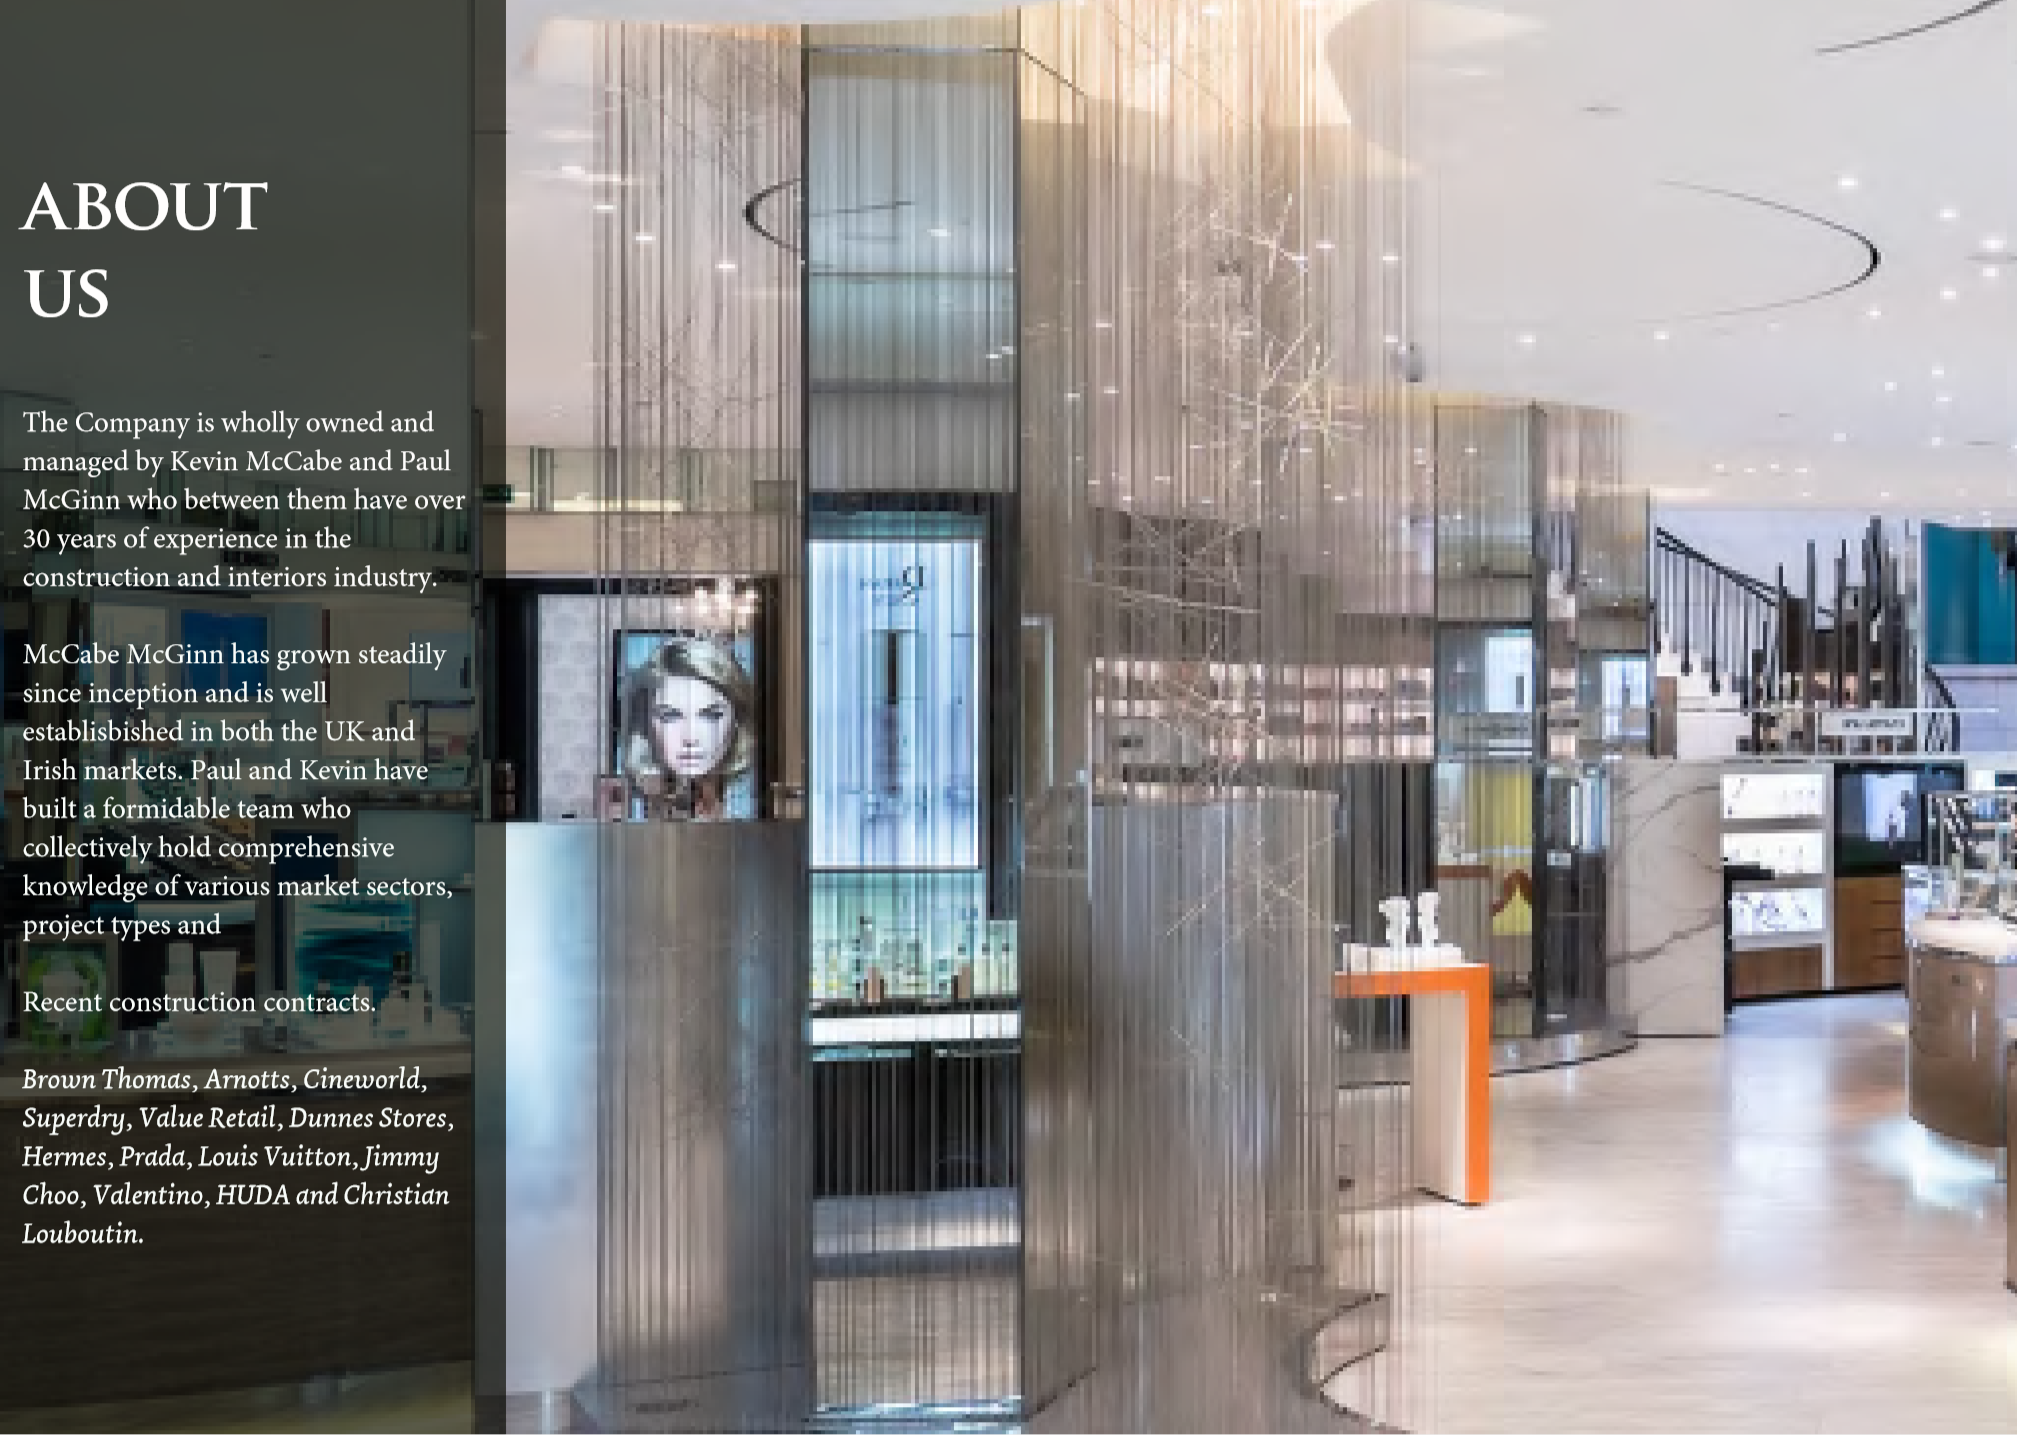 ABOUT
US
The Company is wholly owned and
managed by Kevin McCabe and Paul
McGinn who between them have over
30 years of experience in the
construction and interiors industry.
McCabe McGinn has grown steadily
since inception and is well
establisbished in both the UK and
Irish markets. Paul and Kevin have
built a formidable team who
collectively hold comprehensive
knowledge of various market sectors,
project types and
Recent construction contracts.
Brown Thomas, Arnotts, Cineworld,
Superdry, Value Retail, Dunnes Stores,
Hermes, Prada, Louis Vuitton, Jimmy
Choo, Valentino, HUDA and Christian
Louboutin.